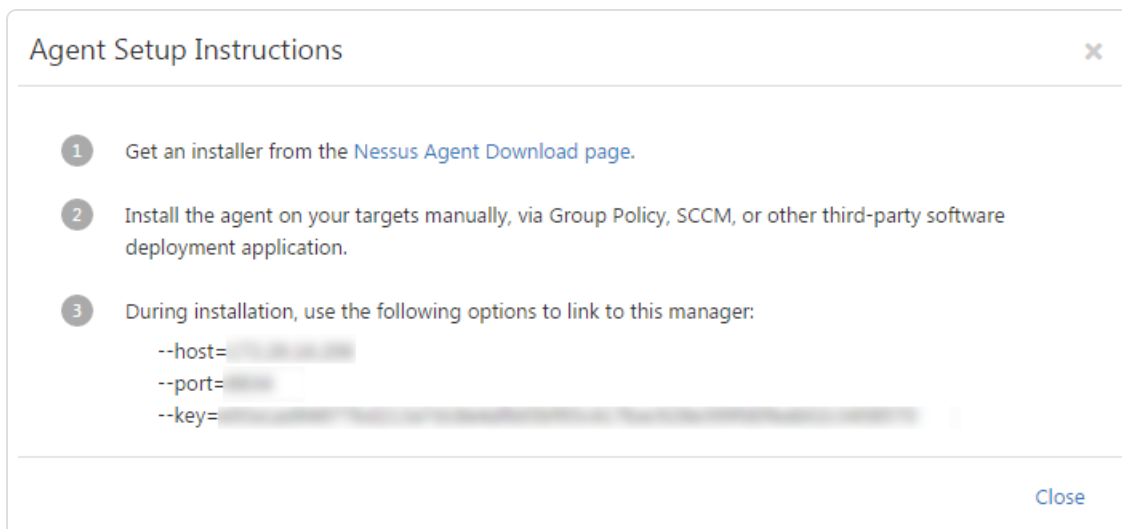 Agent Setup Instructions
×
1 Get an installer from the Nessus Agent Download page.
2 Install the agent on your targets manually, via Group Policy, SCCM, or other third-party software
deployment application.
3 During installation, use the following options to link to this manager:
--host=
--port=
--key=
Close